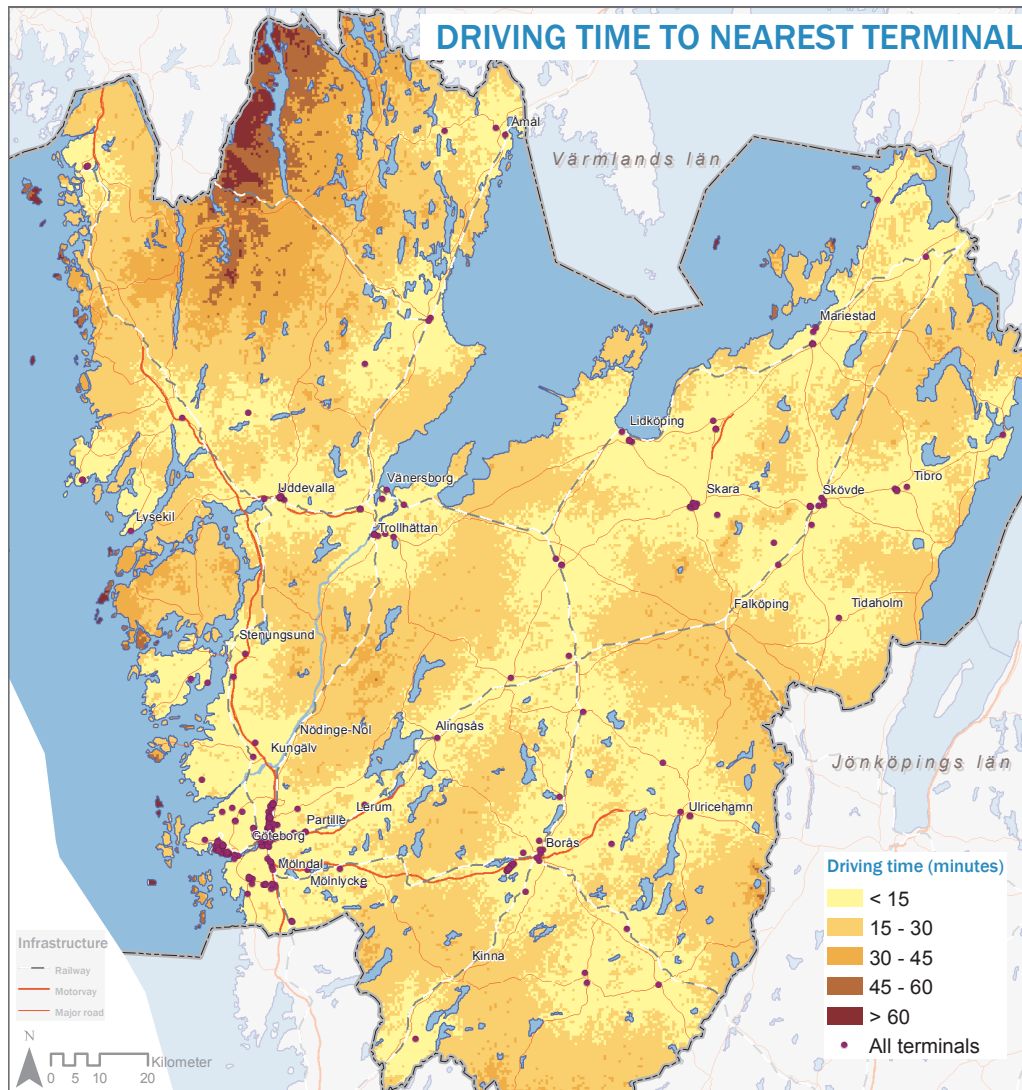 DRIVING TIME TO NEAREST TERMINAL
Åmål
Värmlands län
Mariestad
Lidköping
Vänersborg
Uddevalla
Skara
Skövde
Tibro
Lysekil
Trollhättan
Falköping
Tidaholm
Stenungsund
Nödinge-Nol
Alingsås
Kungälv
Jönköpings län
Lerum
Partille
Ulricehamn
Göteborg
Borås
Mölndal
Mölnlycke
Kinna
Driving time (minutes)
< 15
15 - 30
30 - 45
45 - 60
> 60
All terminals
Infrastructure
Railway
Motorvay
Major road
N
Kilometer
0 5 10 20